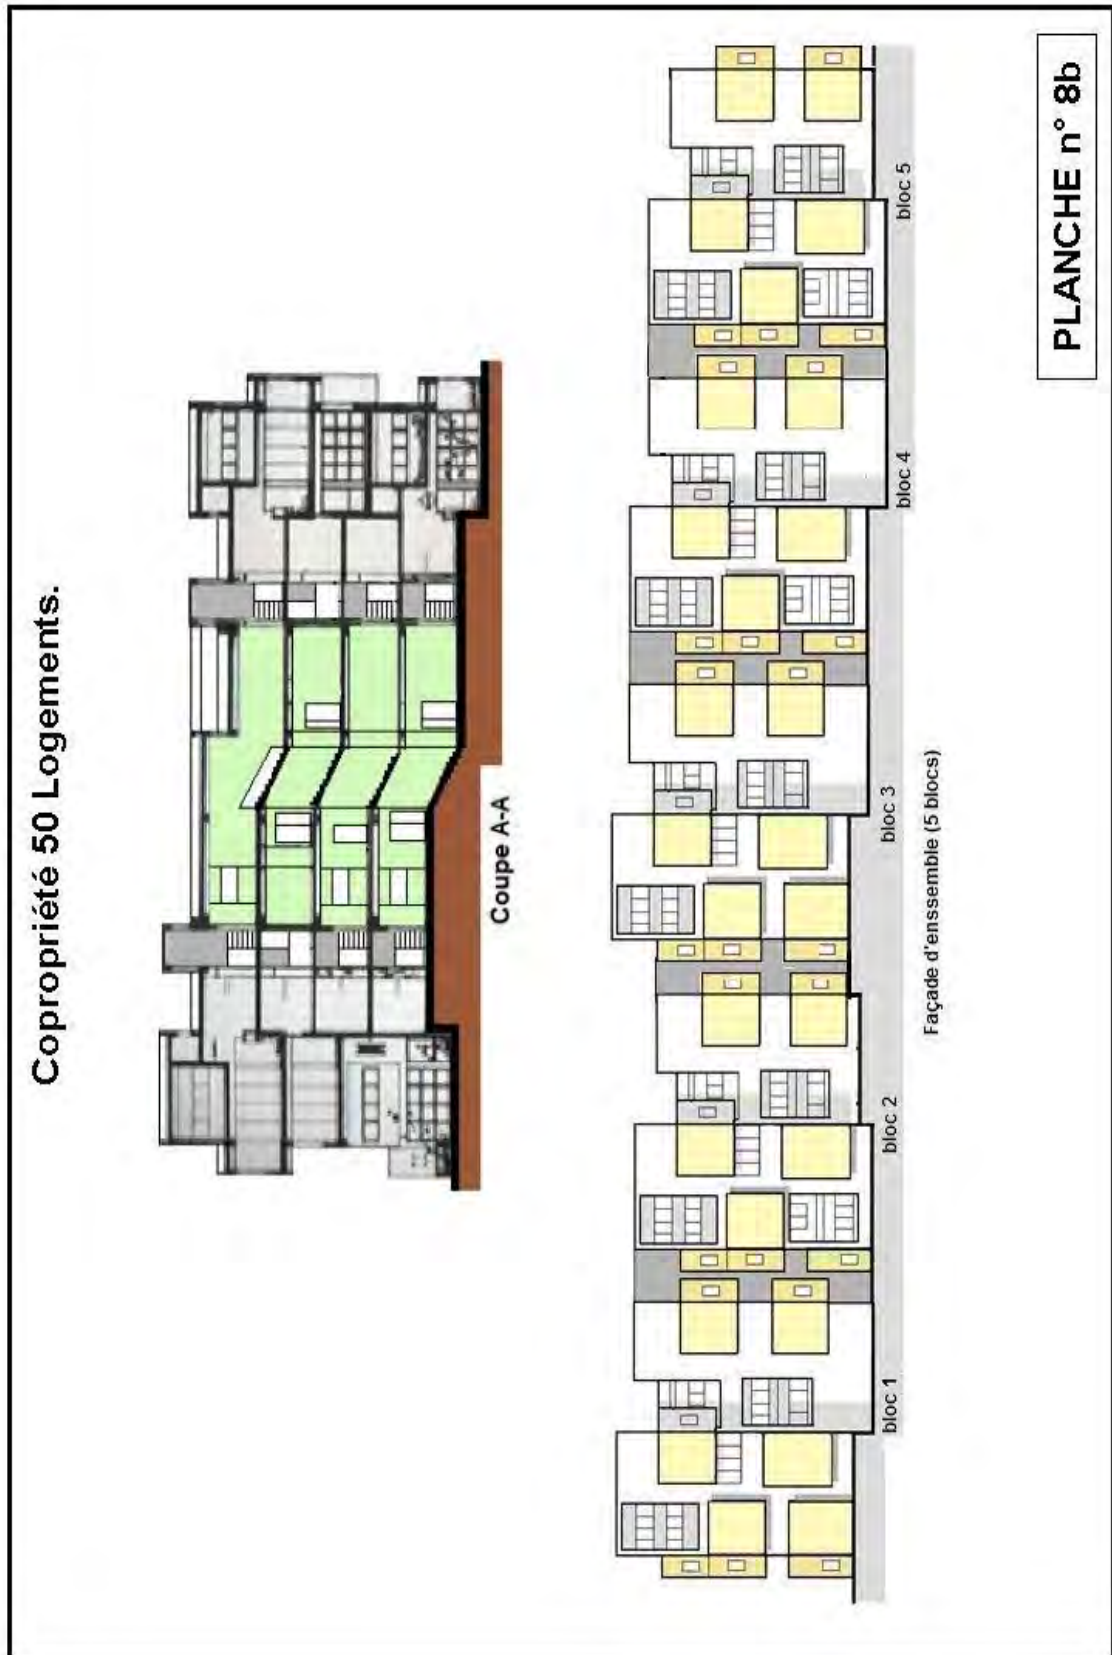 Copropriété 50 Logements.
Coupe A-A
bloc 1
bloc 2
bloc 3
bloc 4
bloc 5
Façade d'enssemble (5 blocs)
PLANCHE n° 8b